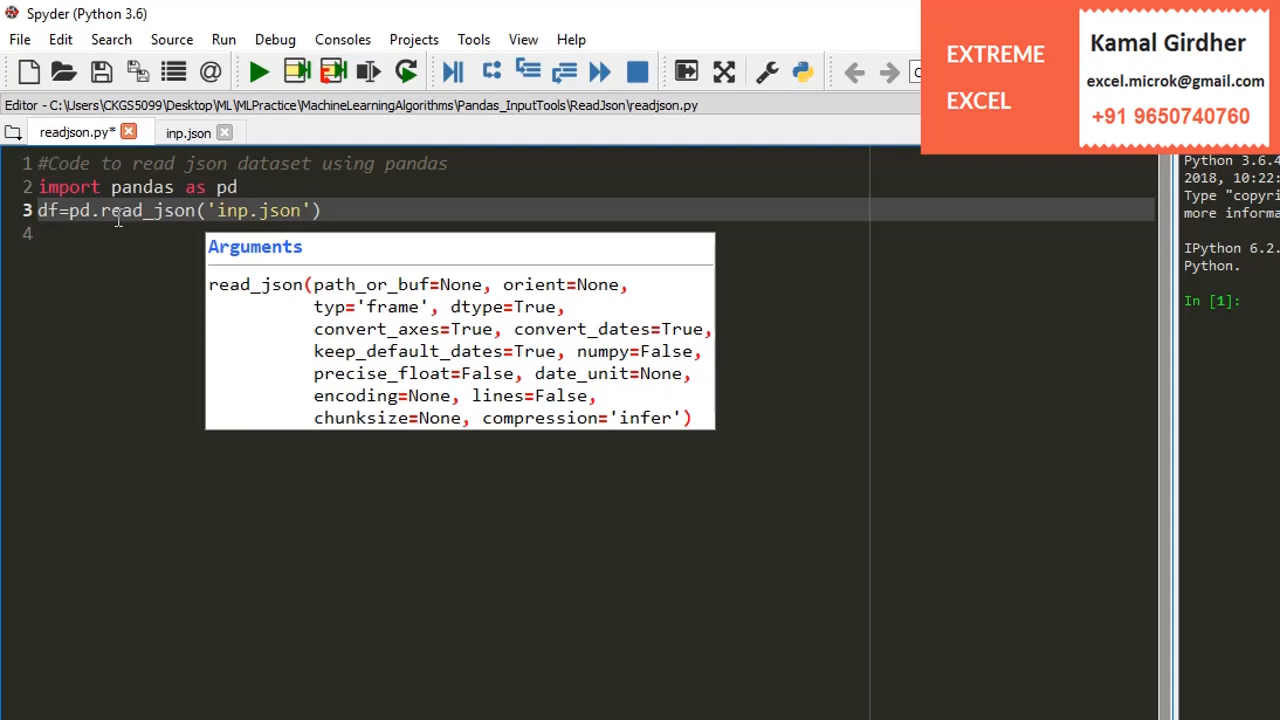 Spyder (Python 3.6)
File Edit Search Source Run Debug Consoles Projects Tools View Help
EXTREME
EXCEL
Kamal Girdher
excel.microk@gmail.com
+91 9650740760
Editor - C:\Users\CKGS5099\Desktop\ML\MLPractice\MachineLearningAlgorithms\Pandas_InputTools\ReadJson\readjson.py
readjson.py* inp.json
1 #Code to read json dataset using pandas
2 import pandas as pd
3 df=pd.read_json('inp.json')
4
Arguments
read_json(path_or_buf=None, orient=None,
typ='frame', dtype=True,
convert_axes=True, convert_dates=True,
keep_default_dates=True, numpy=False,
precise_float=False, date_unit=None,
encoding=None, lines=False,
chunksize=None, compression='infer')
Python 3.6.4
2018, 10:22:
Type "copyri
more informa
IPython 6.2.
Python.
In [1]: